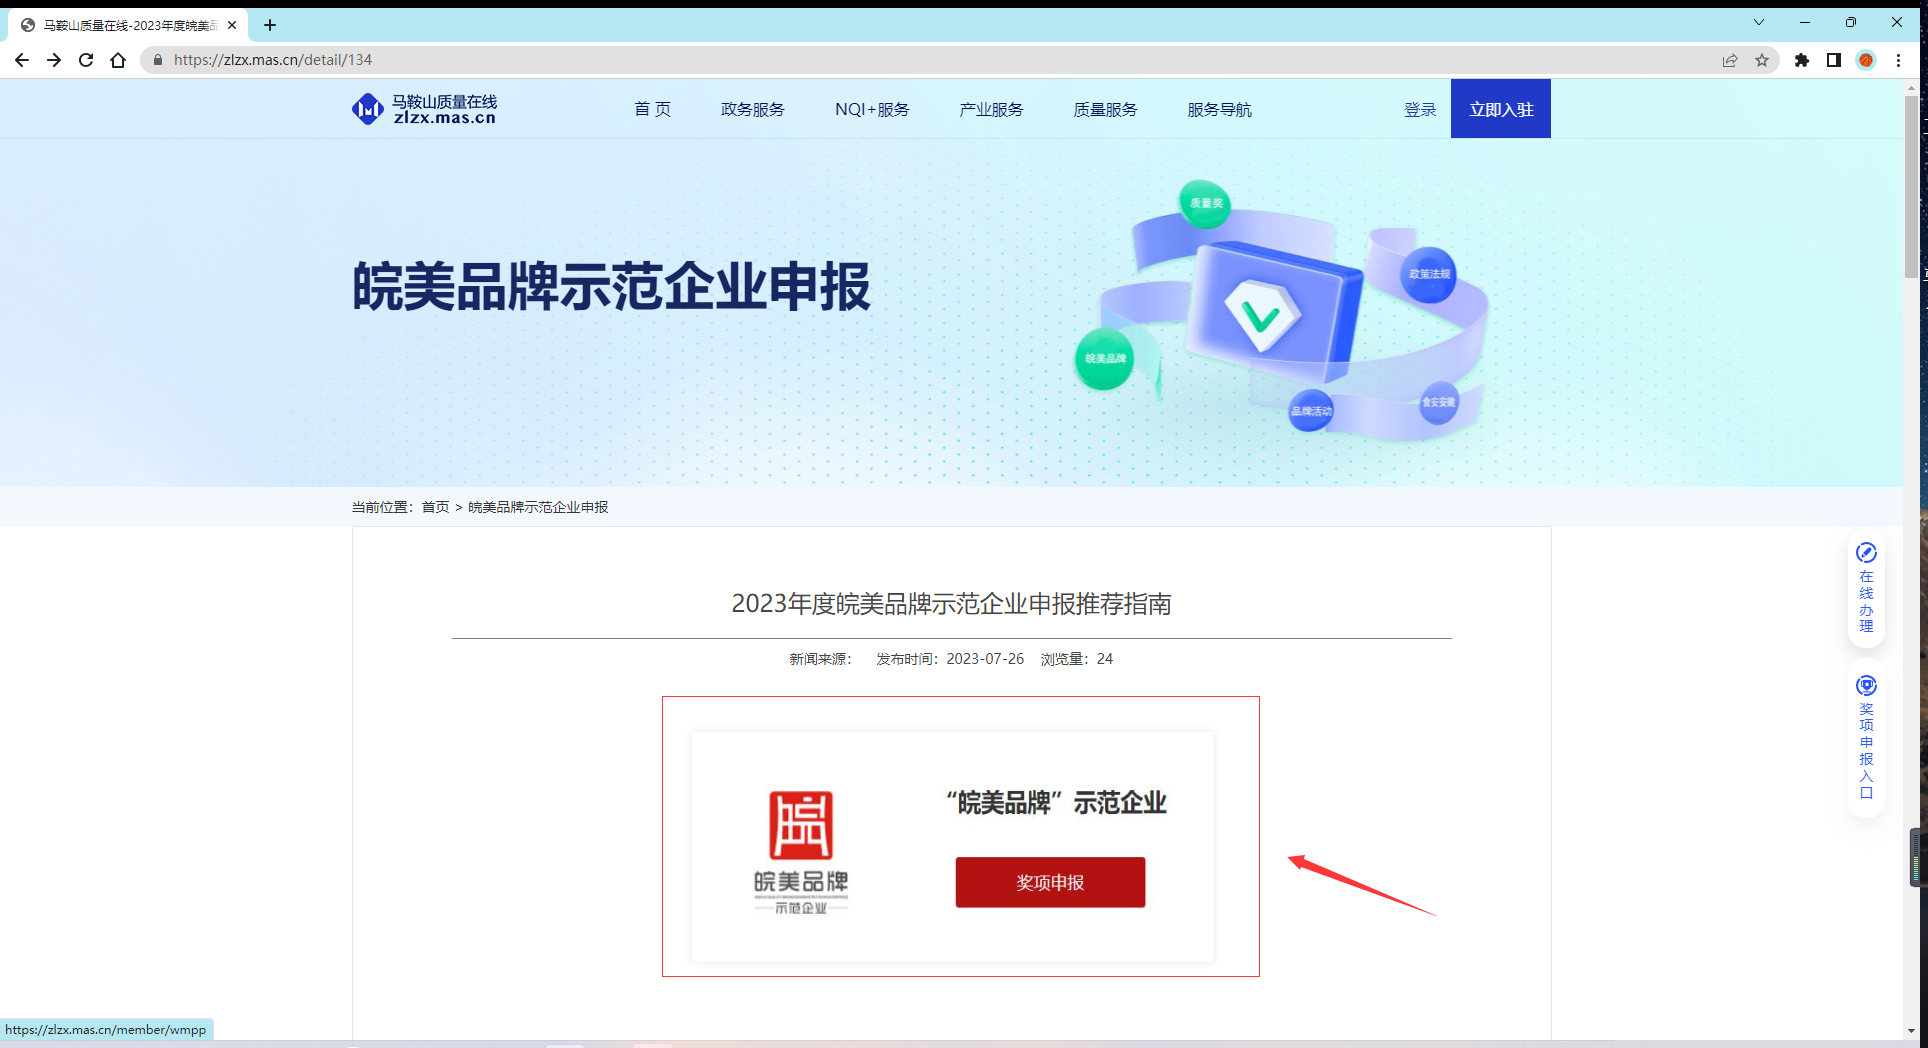 马鞍山质量在线-2023年度皖美品
https://zlzx.mas.cn/detail/134
马鞍山质量在线
zlzx.mas.cn
首 页
政务服务
NQI+服务
产业服务
质量服务
服务导航
登录
立即入驻
皖美品牌示范企业申报
质量奖
政策法规
皖美品牌
品牌活动
食安安徽
当前位置：首页 > 皖美品牌示范企业申报
2023年度皖美品牌示范企业申报推荐指南
新闻来源： 发布时间：2023-07-26 浏览量：24
“皖美品牌”示范企业
奖项申报
皖美品牌
示范企业
在线办理
奖项申报入口
https://zlzx.mas.cn/member/wmpp